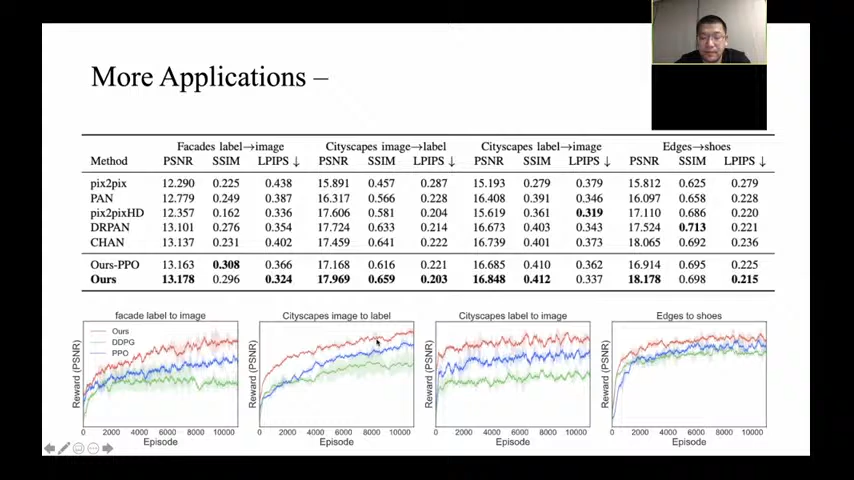 More Applications –
Facades label→image Cityscapes image→label Cityscapes label→image Edges→shoes
Method PSNR SSIM LPIPS ↓ PSNR SSIM LPIPS ↓ PSNR SSIM LPIPS ↓ PSNR SSIM LPIPS ↓
pix2pix 12.290 0.225 0.438 15.891 0.457 0.287 15.193 0.279 0.379 15.812 0.625 0.279
PAN 12.779 0.249 0.387 16.317 0.566 0.228 16.408 0.391 0.346 16.097 0.658 0.228
pix2pixHD 12.357 0.162 0.336 17.606 0.581 0.204 15.619 0.361 0.319 17.110 0.686 0.220
DRPAN 13.101 0.276 0.354 17.724 0.633 0.214 16.673 0.403 0.343 17.524 0.713 0.221
CHAN 13.137 0.231 0.402 17.459 0.641 0.222 16.739 0.401 0.373 18.065 0.692 0.236
Ours-PPO 13.163 0.308 0.366 17.168 0.616 0.221 16.685 0.410 0.362 16.914 0.695 0.225
Ours 13.178 0.296 0.324 17.969 0.659 0.203 16.848 0.412 0.337 18.178 0.698 0.215
facade label to image Cityscapes image to label Cityscapes label to image Edges to shoes
Ours
DDPG
PPO
Reward (PSNR) Reward (PSNR) Reward (PSNR) Reward (PSNR)
0 2000 4000 6000 8000 10000 0 2000 4000 6000 8000 10000 0 2000 4000 6000 8000 10000 0 2000 4000 6000 8000 10000
Episode Episode Episode Episode